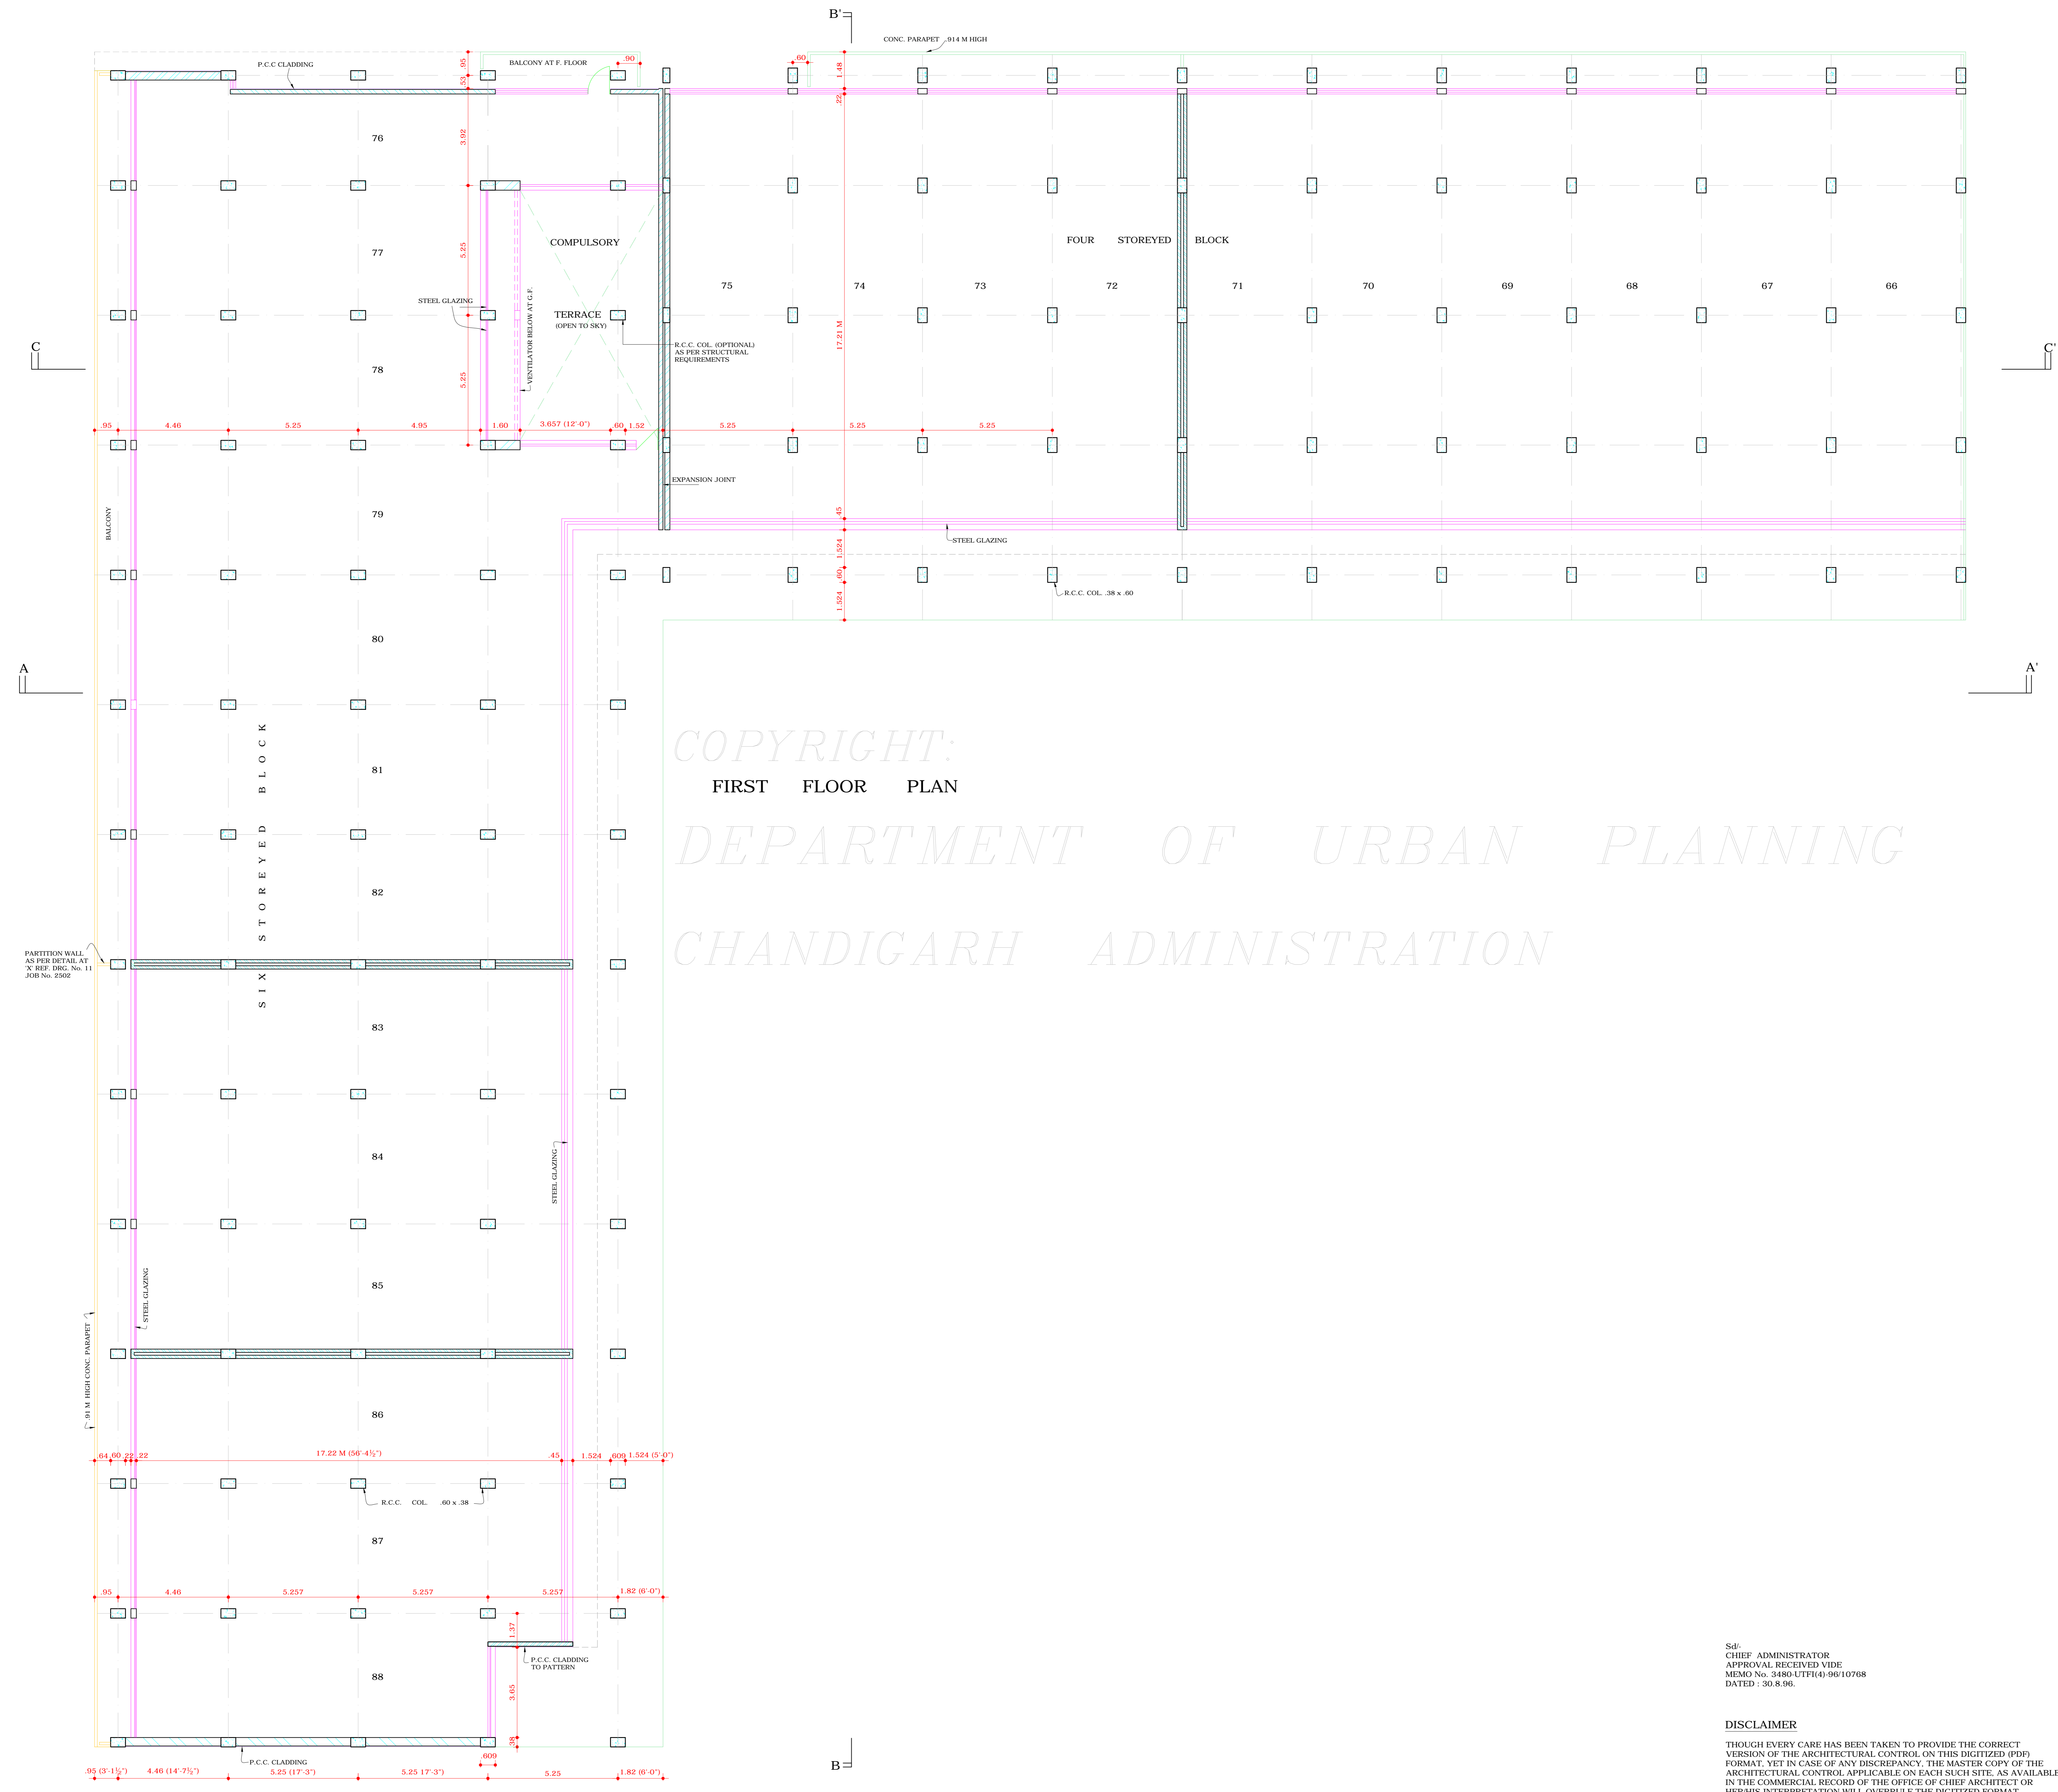 B'
CONC. PARAPET .914 M HIGH
P.C.C CLADDING
BALCONY AT F. FLOOR
.90
.60
.95
.53
1.48
.22
3.92
76
COMPULSORY
FOUR STOREYED BLOCK
77
5.25
75
74
73
72
71
70
69
68
67
66
STEEL GLAZING
VENTILATOR BELOW AT G.F.
TERRACE
(OPEN TO SKY)
17.21 M
R.C.C. COL. (OPTIONAL)
AS PER STRUCTURAL
REQUIREMENTS
C
C'
78
5.25
.95
4.46
5.25
4.95
1.60
3.657 (12'-0")
.60
1.52
5.25
5.25
5.25
EXPANSION JOINT
BALCONY
79
.45
STEEL GLAZING
1.524
.60
1.524
R.C.C. COL. .38 x .60
80
A
A'
COPYRIGHT:
FIRST FLOOR PLAN
81
SIX STOREYED BLOCK
DEPARTMENT OF URBAN PLANNING
82
CHANDIGARH ADMINISTRATION
PARTITION WALL
AS PER DETAIL AT
'X' REF. DRG. No. 11
JOB No. 2502
83
84
STEEL GLAZING
85
STEEL GLAZING
.91 M HIGH CONC. PARAPET
86
.64
.60
.22
.22
17.22 M (56'-4½")
.45
1.524
.609
1.524 (5'-0")
R.C.C. COL. .60 x .38
87
.95
4.46
5.257
5.257
5.257
1.82 (6'-0")
1.37
P.C.C. CLADDING
TO PATTERN
88
3.65
.38
P.C.C. CLADDING
.609
B
.95 (3'-1½")
4.46 (14'-7½")
5.25 (17'-3")
5.25 17'-3")
5.25
1.82 (6'-0")
Sd/-
CHIEF ADMINISTRATOR
APPROVAL RECEIVED VIDE
MEMO No. 3480-UTFI(4)-96/10768
DATED : 30.8.96.
DISCLAIMER
THOUGH EVERY CARE HAS BEEN TAKEN TO PROVIDE THE CORRECT
VERSION OF THE ARCHITECTURAL CONTROL ON THIS DIGITIZED (PDF)
FORMAT, YET IN CASE OF ANY DISCREPANCY, THE MASTER COPY OF THE
ARCHITECTURAL CONTROL APPLICABLE ON EACH SUCH SITE, AS AVAILABLE
IN THE COMMERCIAL RECORD OF THE OFFICE OF CHIEF ARCHITECT OR
HER/HIS INTERPRETATION WILL OVERRULE THE DIGITIZED FORMAT